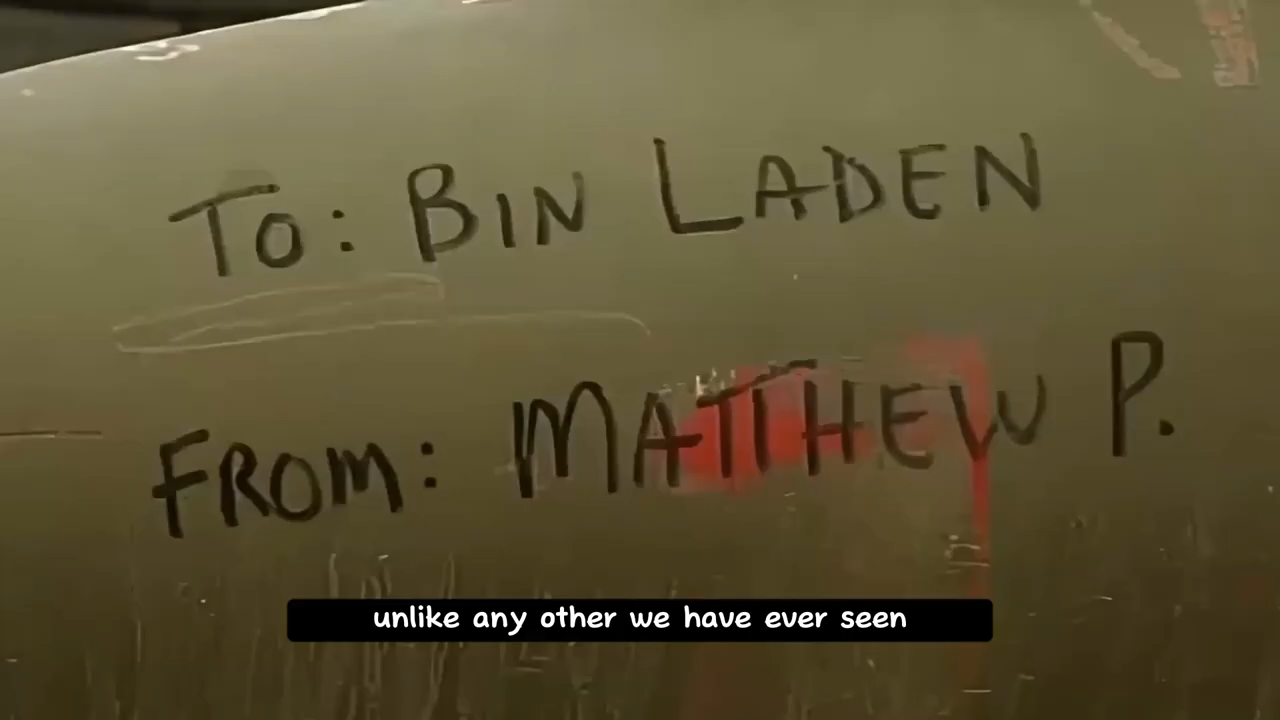 TO: BIN LADEN
FROM: MATTHEW P.
unlike any other we have ever seen